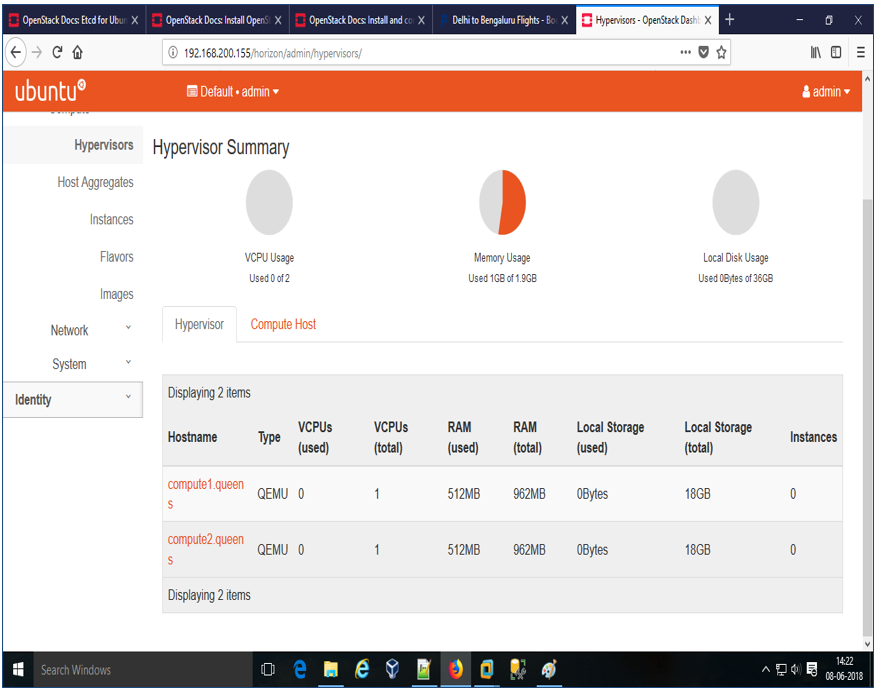 OpenStack Docs: Etcd for Ubun
OpenStack Docs: Install OpenS
OpenStack Docs: Install and co
Delhi to Bengaluru Flights - Bo
Hypervisors - OpenStack Dashb
192.168.200.155/horizon/admin/hypervisors/
ubuntu
Default • admin
admin
Compute
Hypervisors
Host Aggregates
Instances
Flavors
Images
Network
System
Identity
Hypervisor Summary
VCPU Usage
Used 0 of 2
Memory Usage
Used 1GB of 1.9GB
Local Disk Usage
Used 0Bytes of 36GB
Hypervisor Compute Host
Displaying 2 items
Hostname Type VCPUs (used) VCPUs (total) RAM (used) RAM (total) Local Storage (used) Local Storage (total) Instances
compute1.queens QEMU 0 1 512MB 962MB 0Bytes 18GB 0
compute2.queens QEMU 0 1 512MB 962MB 0Bytes 18GB 0
Displaying 2 items
Search Windows
14:22
08-06-2018